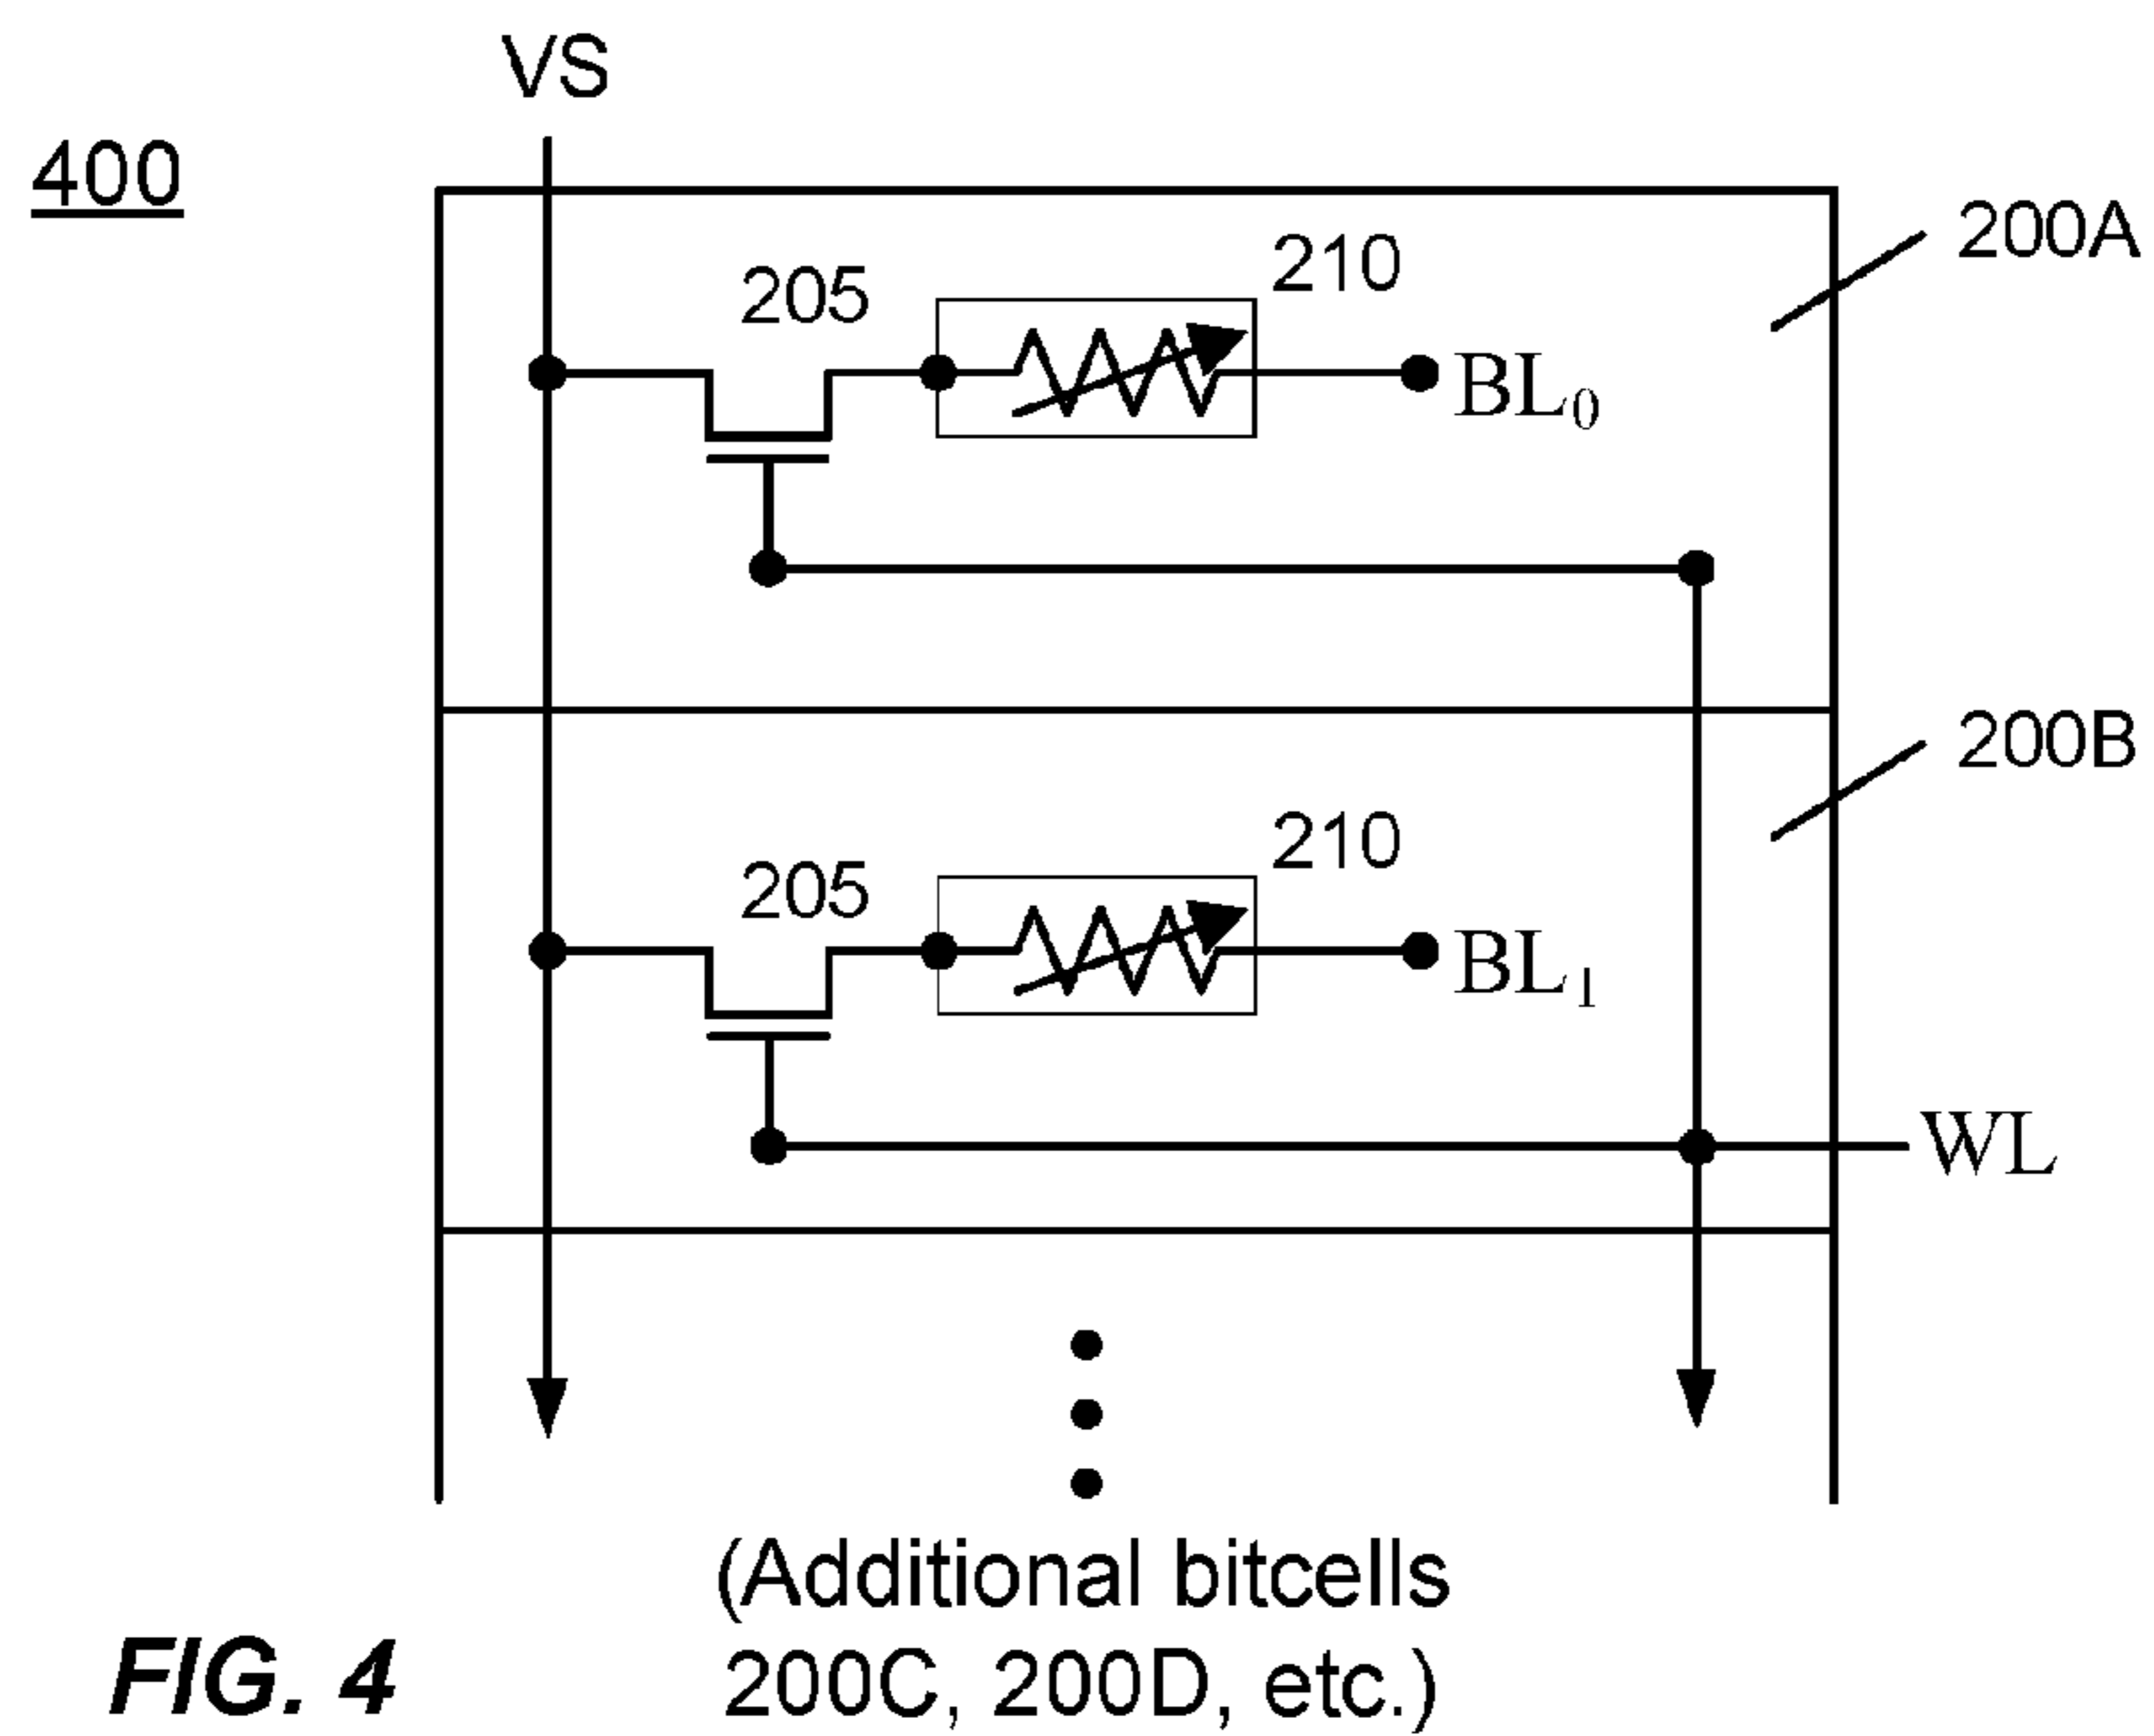 VS
400
200A
205
210
BL₀
200B
205
210
BL₁
WL
(Additional bitcells
200C, 200D, etc.)
FIG. 4